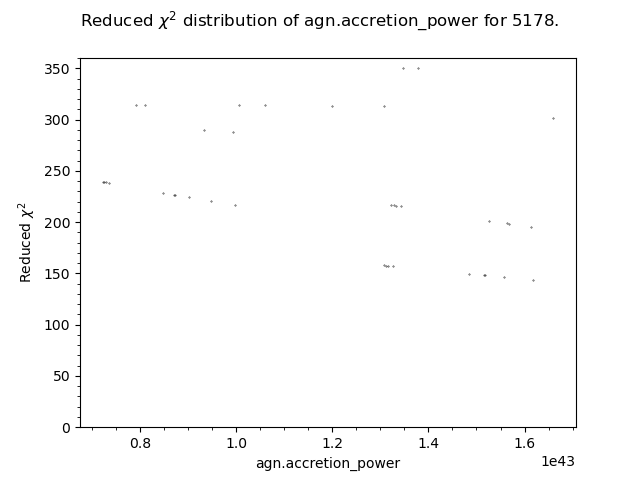 Reduced χ² distribution of agn.accretion_power for 5178.
350
300
250
200
150
100
50
0
Reduced χ²
0.8 1.0 1.2 1.4 1.6
1e43
agn.accretion_power